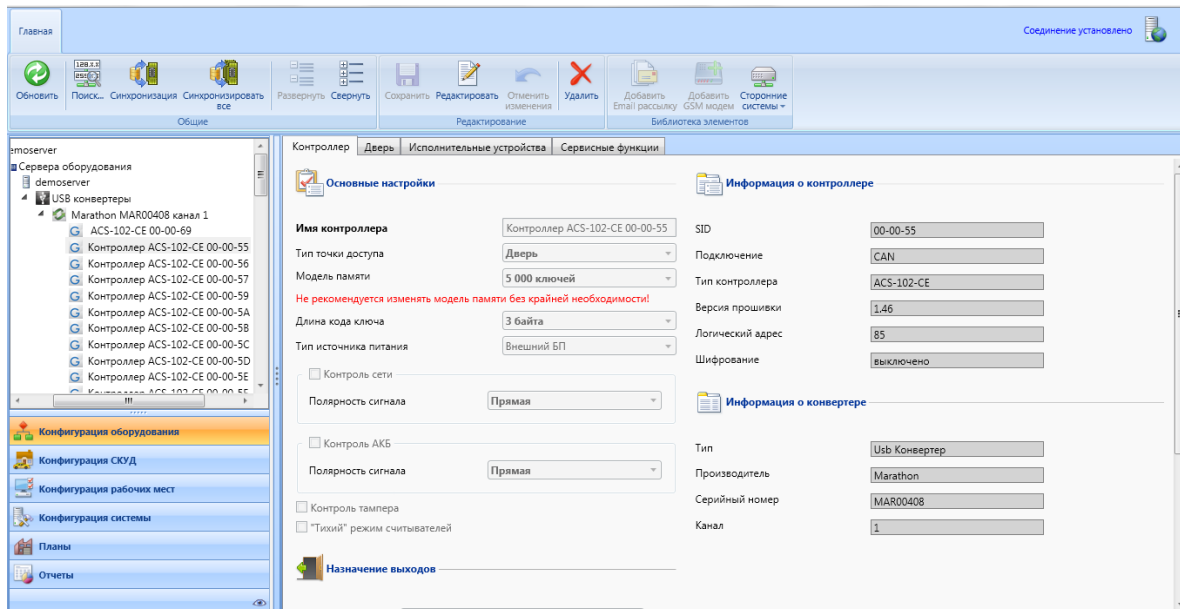 Главная
Соединение установлено
Обновить
Поиск...
Синхронизация
Синхронизировать
все
Развернуть
Свернуть
Сохранить
Редактировать
Отменить
изменения
Удалить
Добавить
Email рассылку
Добавить
GSM модем
Сторонние
системы
Общие
Редактирование
Библиотека элементов
emoserver
Сервера оборудования
demoserver
USB конвертеры
Marathon MAR00408 канал 1
ACS-102-CE 00-00-69
Контроллер ACS-102-CE 00-00-55
Контроллер ACS-102-CE 00-00-56
Контроллер ACS-102-CE 00-00-57
Контроллер ACS-102-CE 00-00-59
Контроллер ACS-102-CE 00-00-5A
Контроллер ACS-102-CE 00-00-5B
Контроллер ACS-102-CE 00-00-5C
Контроллер ACS-102-CE 00-00-5D
Контроллер ACS-102-CE 00-00-5E
Конфигурация оборудования
Конфигурация СКУД
Конфигурация рабочих мест
Конфигурация системы
Планы
Отчеты
Контроллер
Дверь
Исполнительные устройства
Сервисные функции
Основные настройки
Имя контроллера
Контроллер ACS-102-CE 00-00-55
Тип точки доступа
Дверь
Модель памяти
5 000 ключей
Не рекомендуется изменять модель памяти без крайней необходимости!
Длина кода ключа
3 байта
Тип источника питания
Внешний БП
Контроль сети
Полярность сигнала
Прямая
Контроль АКБ
Полярность сигнала
Прямая
Контроль тампера
"Тихий" режим считывателей
Назначение выходов
Информация о контроллере
SID
00-00-55
Подключение
CAN
Тип контроллера
ACS-102-CE
Версия прошивки
1.46
Логический адрес
85
Шифрование
выключено
Информация о конвертере
Тип
Usb Конвертер
Производитель
Marathon
Серийный номер
MAR00408
Канал
1